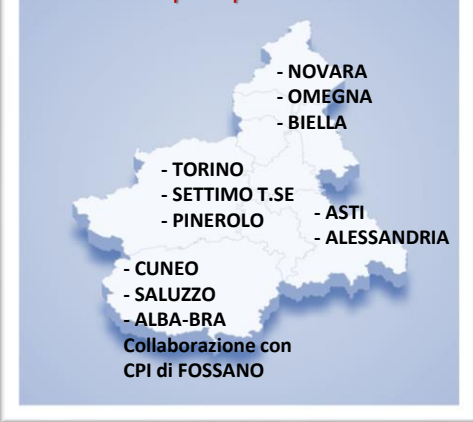 - NOVARA
- OMEGNA
- BIELLA
- TORINO
- SETTIMO T.SE
- PINEROLO
- ASTI
- ALESSANDRIA
- CUNEO
- SALUZZO
- ALBA-BRA
Collaborazione con
CPI di FOSSANO